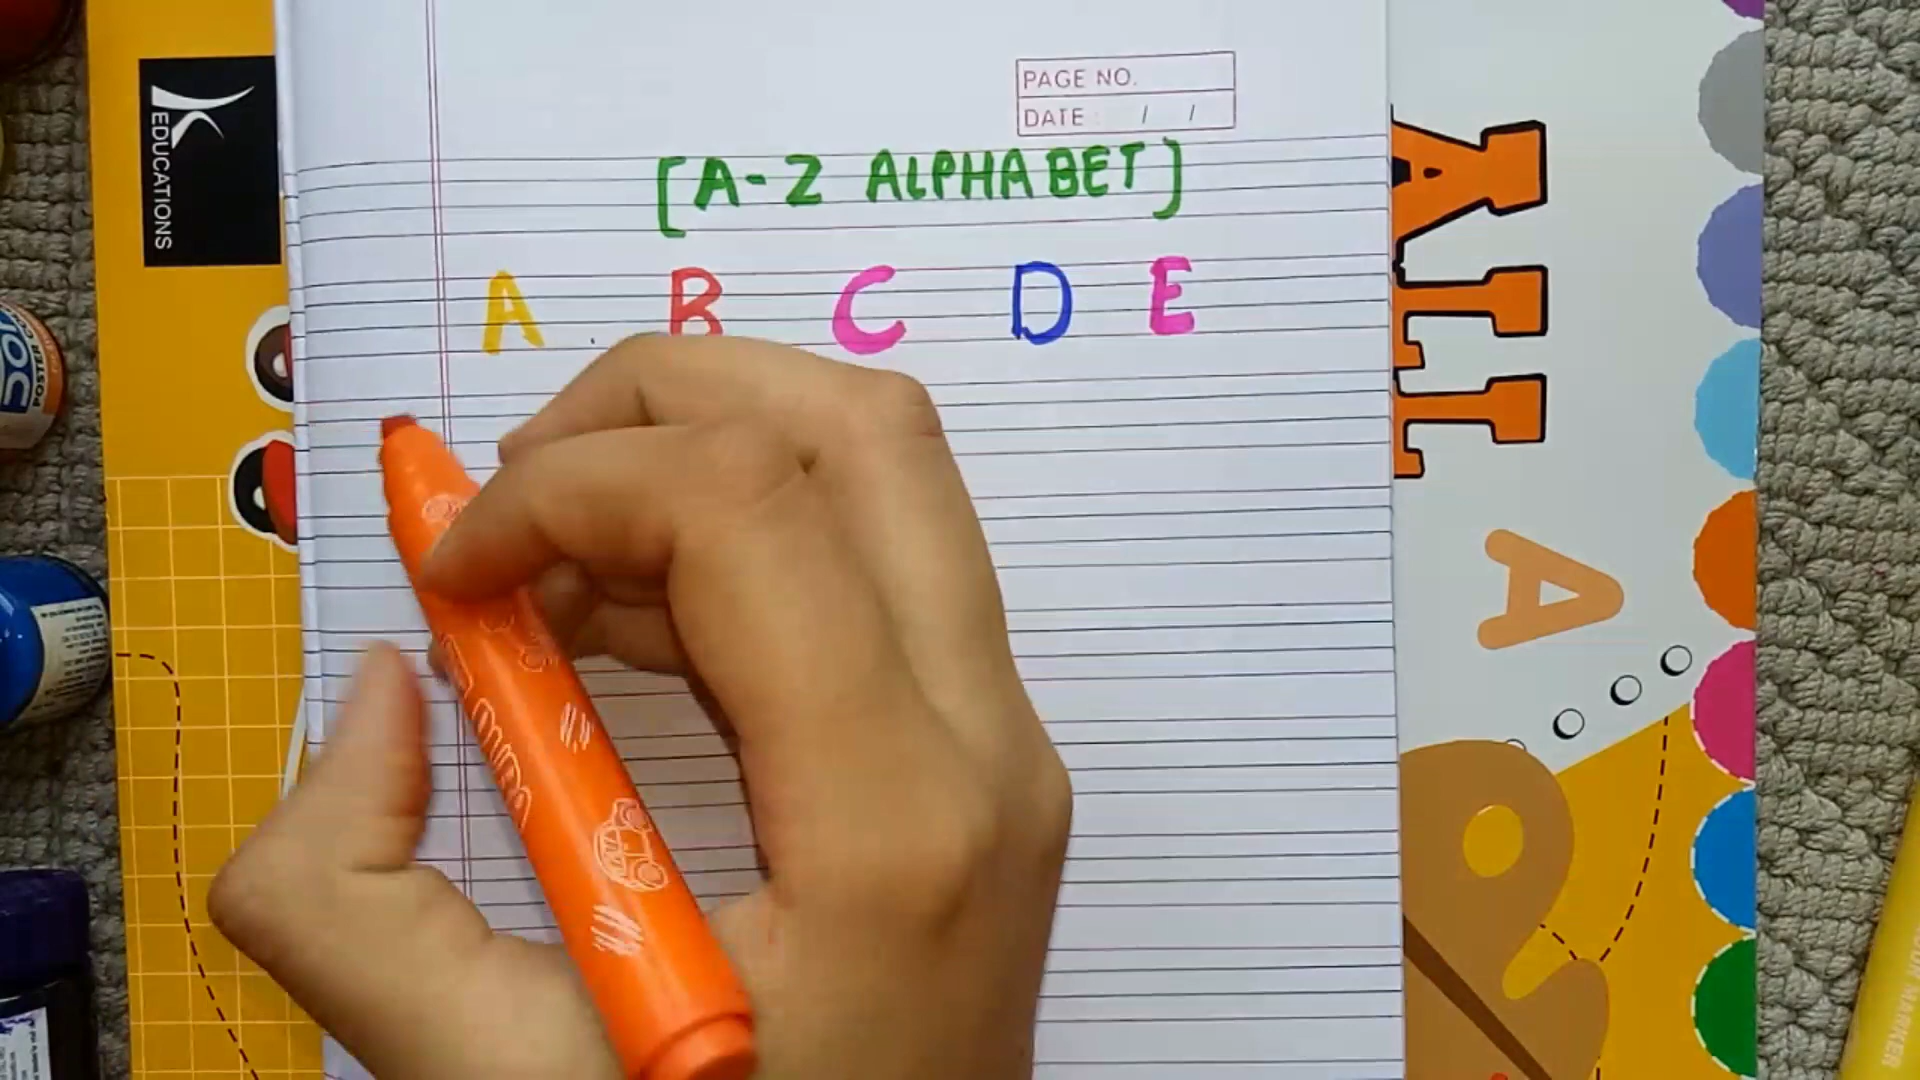 PAGE NO.
DATE : / /
[A-Z ALPHABET]
A B C D E
EDUCATIONS
ALL
A